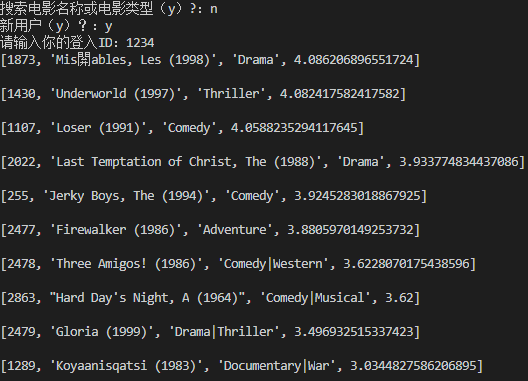 搜索电影名称或电影类型（y）?：n
新用户（y）？：y
请输入你的登入ID：1234
[1873, 'Mis閞ables, Les (1998)', 'Drama', 4.086206896551724]
[1430, 'Underworld (1997)', 'Thriller', 4.082417582417582]
[1107, 'Loser (1991)', 'Comedy', 4.0588235294117645]
[2022, 'Last Temptation of Christ, The (1988)', 'Drama', 3.933774834437086]
[255, 'Jerky Boys, The (1994)', 'Comedy', 3.9245283018867925]
[2477, 'Firewalker (1986)', 'Adventure', 3.8805970149253732]
[2478, 'Three Amigos! (1986)', 'Comedy|Western', 3.6228070175438596]
[2863, "Hard Day's Night, A (1964)", 'Comedy|Musical', 3.62]
[2479, 'Gloria (1999)', 'Drama|Thriller', 3.496932515337423]
[1289, 'Koyaanisqatsi (1983)', 'Documentary|War', 3.0344827586206895]